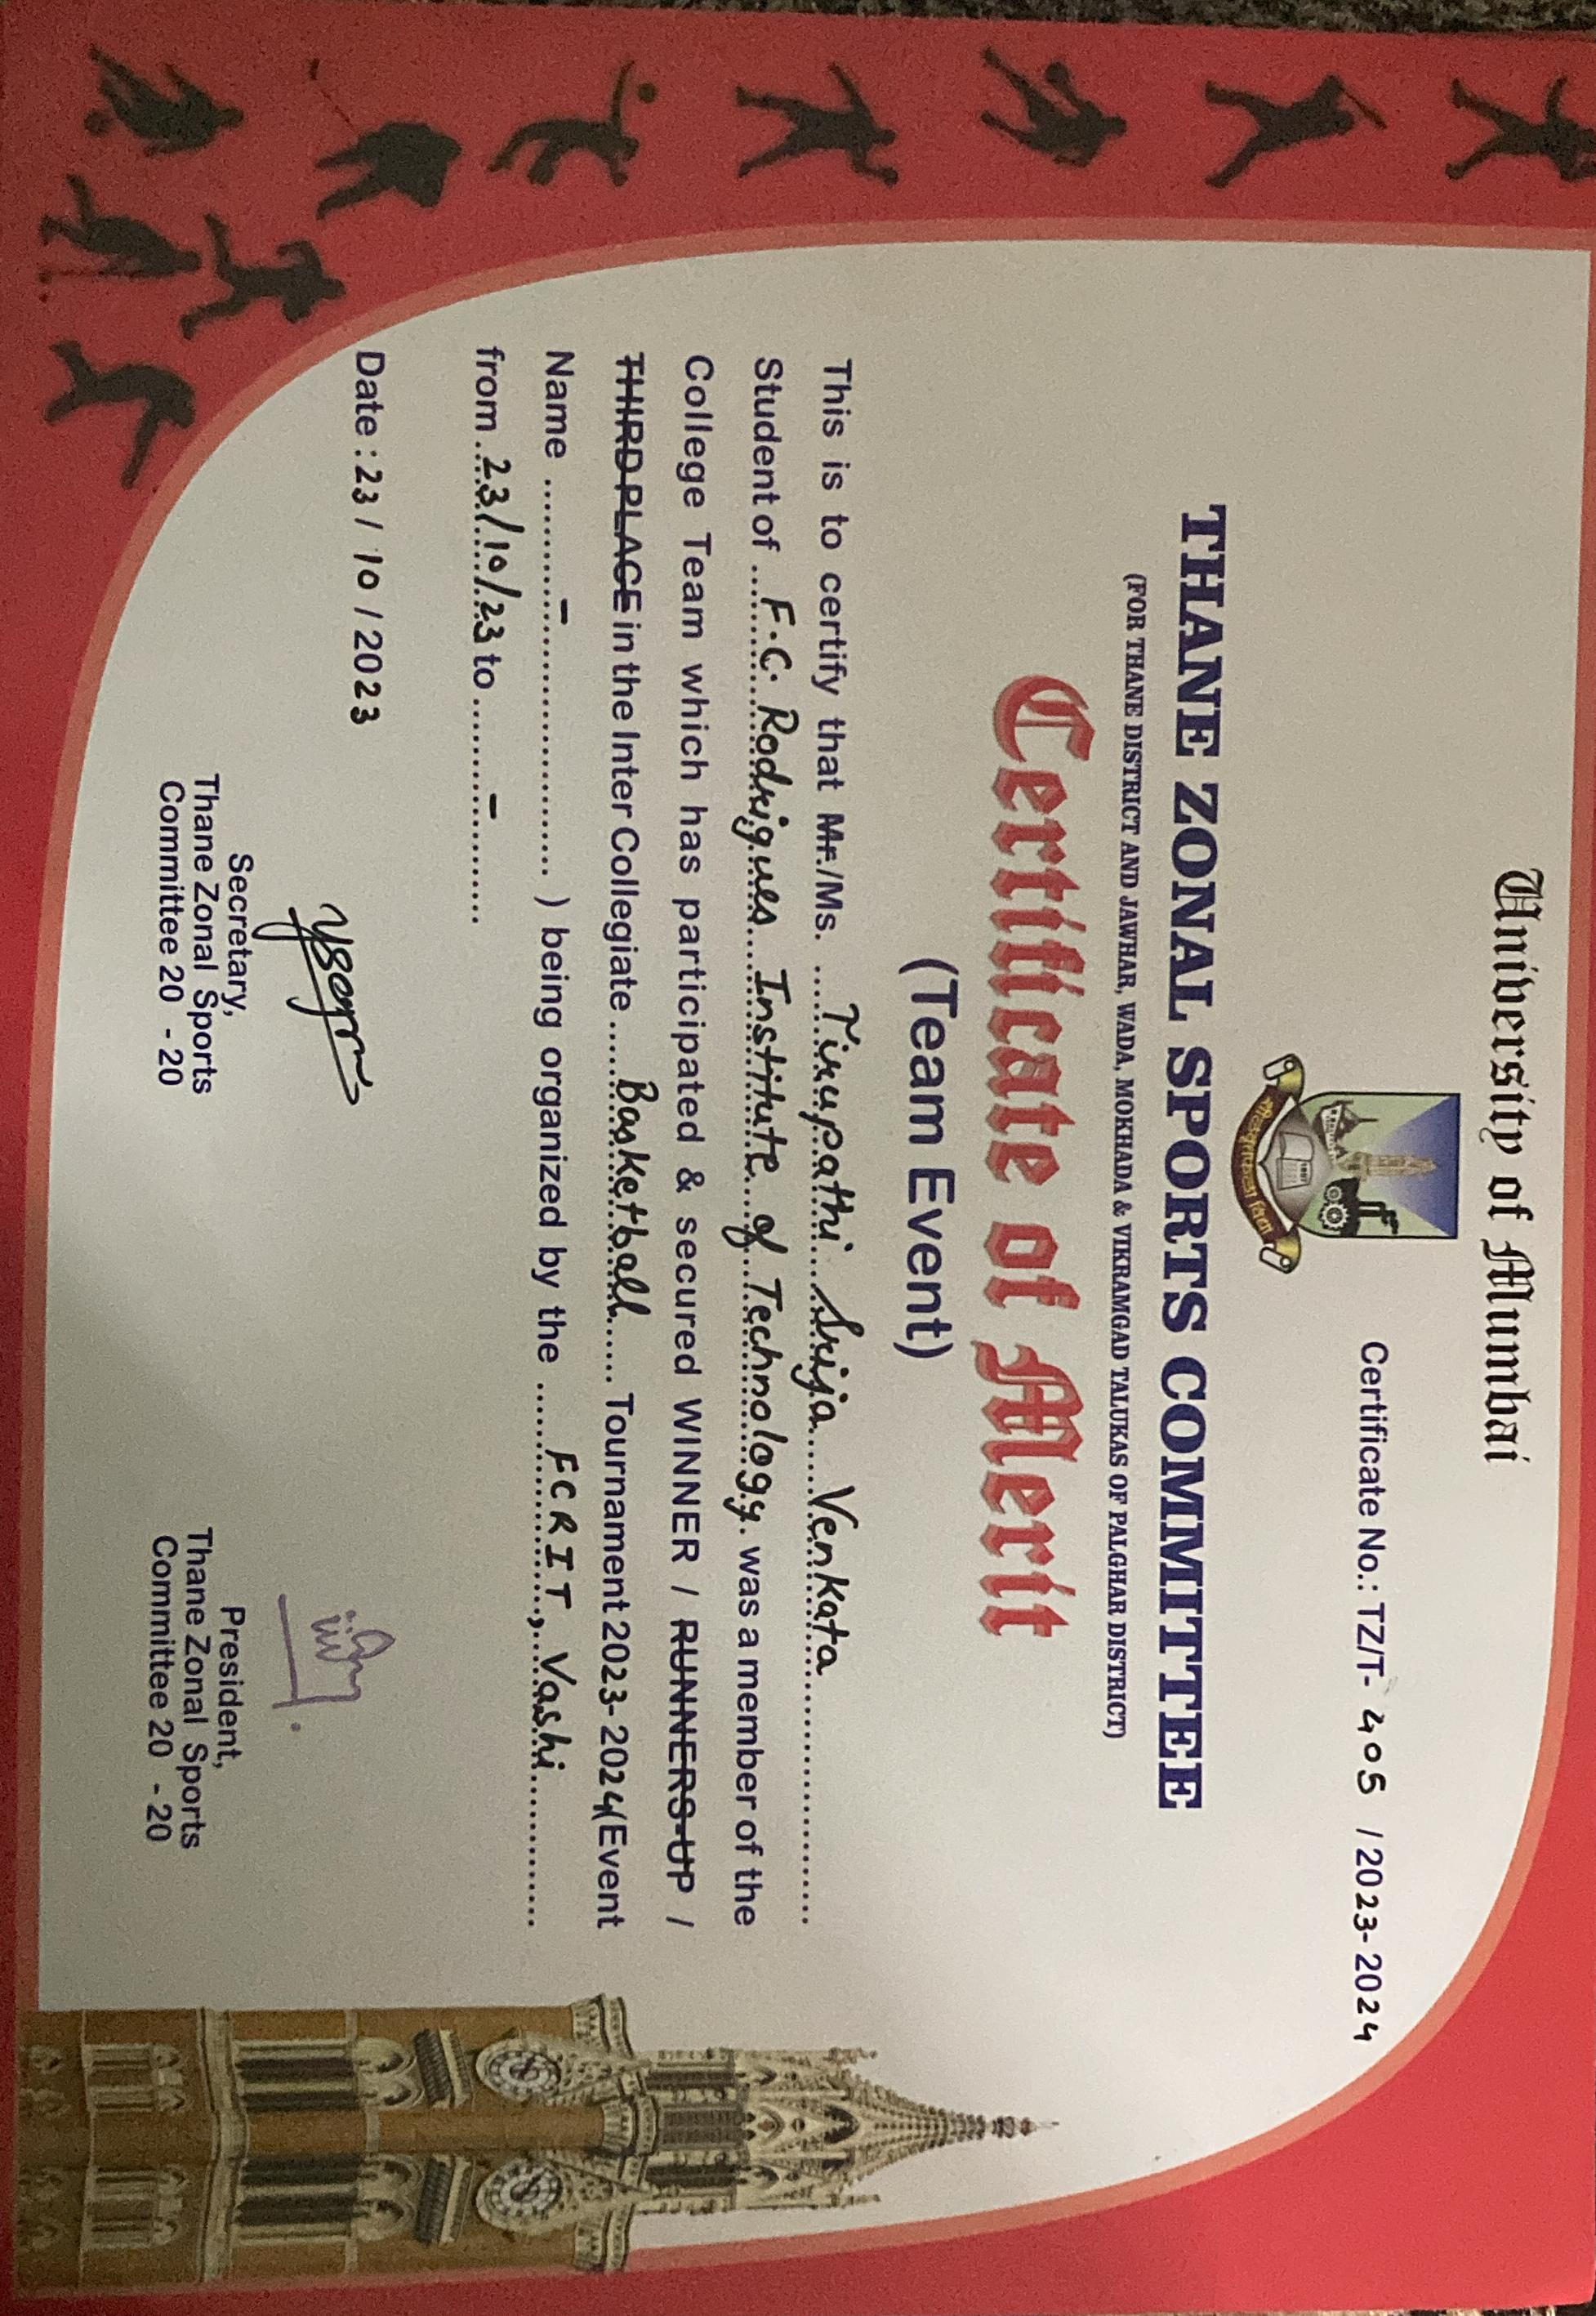 University of Mumbai
Certificate No.: TZ/T- 405 / 2023- 2024
शीलवृतफला विद्या
THANE ZONAL SPORTS COMMITTEE
(FOR THANE DISTRICT AND JAWHAR, WADA, MOKHADA & VIKRAMGAD TALUKAS OF PALGHAR DISTRICT)
Certificate of Merit
(Team Event)
This is to certify that Mr./Ms. Tirupathi Srija Venkata
Student of F.C. Rodrigues Institute of Technology. was a member of the
College Team which has participated & secured WINNER / RUNNERS-UP /
THIRD PLACE in the Inter Collegiate Basketball Tournament 2023- 2024 (Event
Name - ) being organized by the FCRIT, Vashi
from 23/10/23 to -
Date : 23 / 10 / 2023
Secretary,
Thane Zonal Sports
Committee 20 - 20
President,
Thane Zonal Sports
Committee 20 - 20